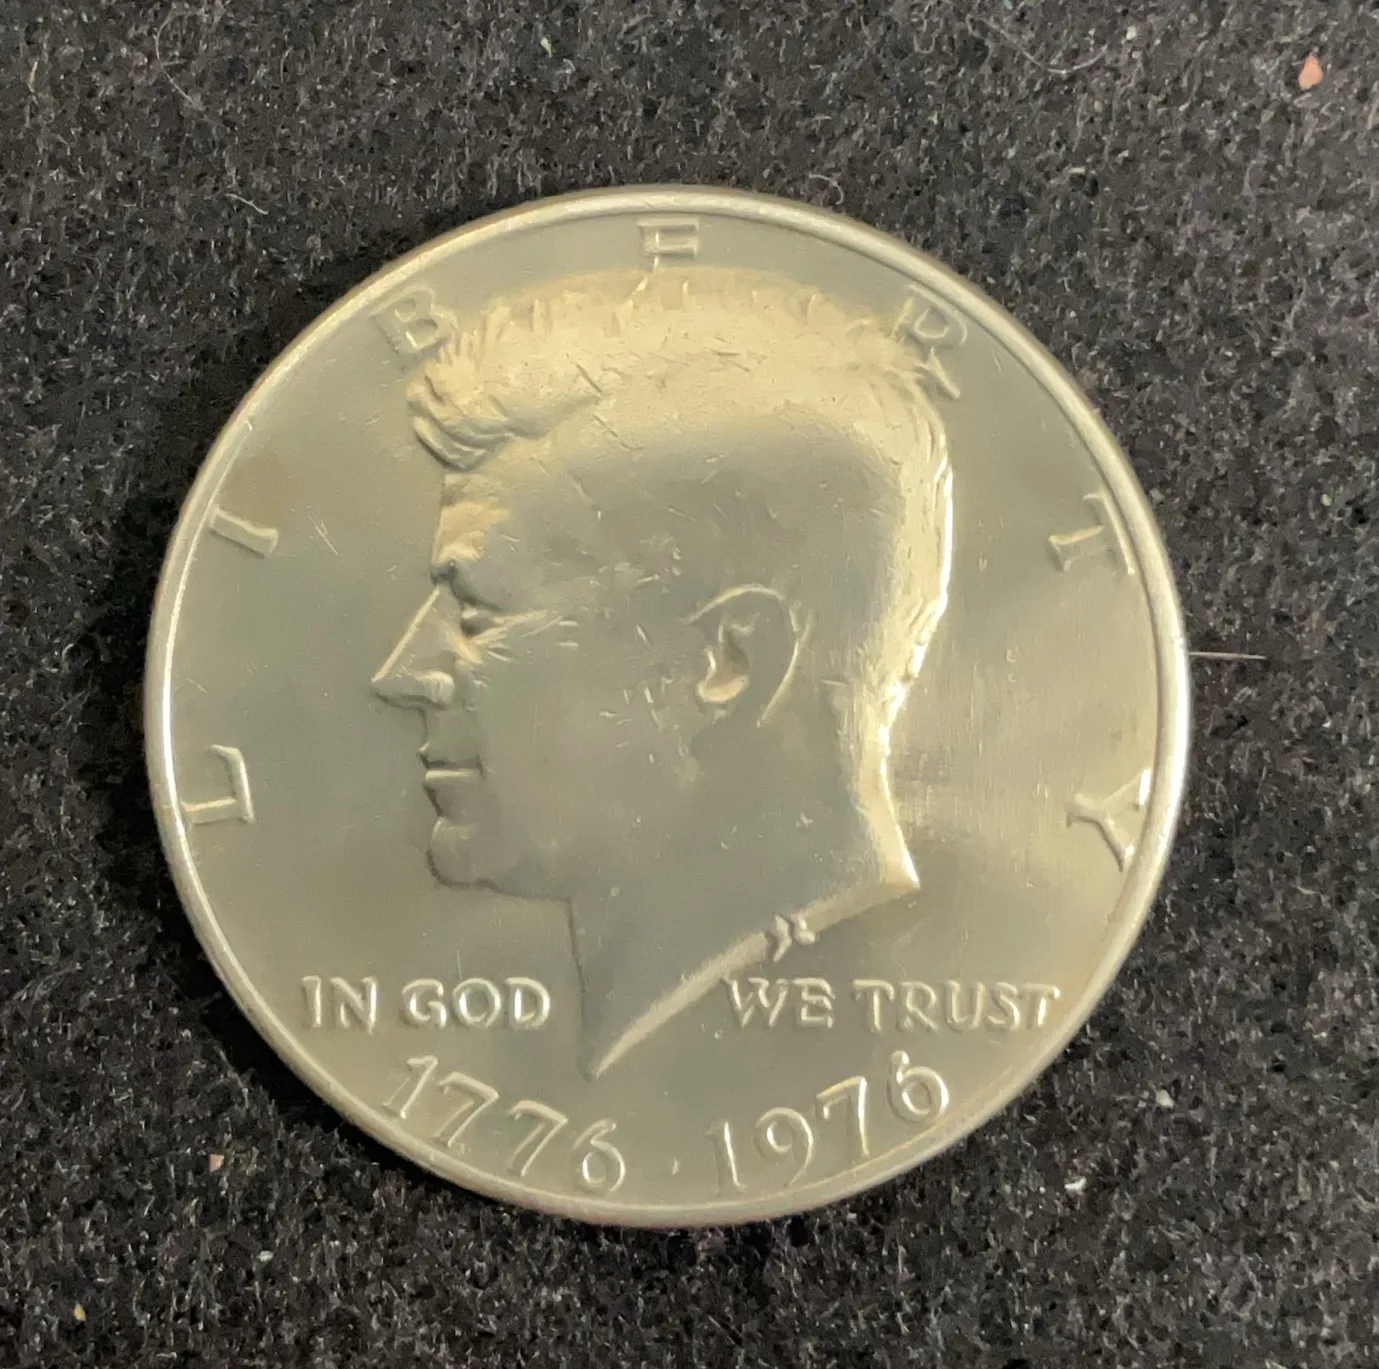 LIBERTY
IN GOD WE TRUST
1776 · 1976